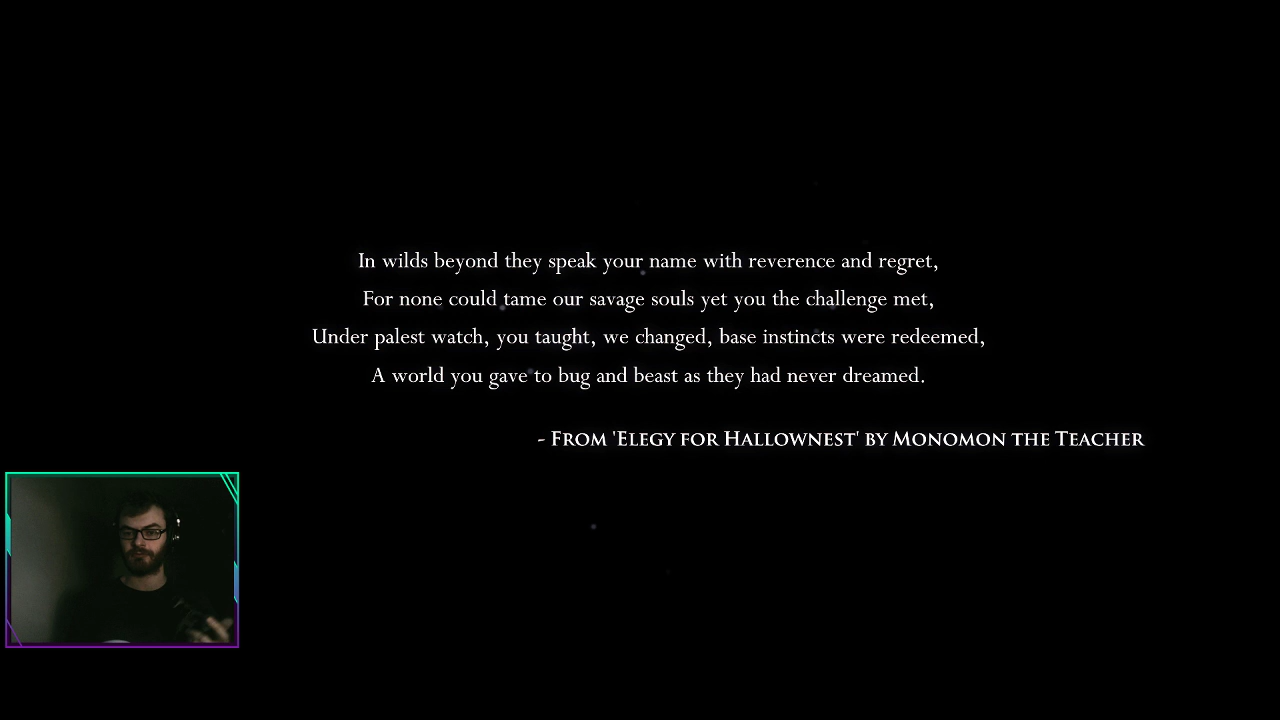 In wilds beyond they speak your name with reverence and regret,
For none could tame our savage souls yet you the challenge met,
Under palest watch, you taught, we changed, base instincts were redeemed,
A world you gave to bug and beast as they had never dreamed.
- From 'Elegy for Hallownest' by Monomon the Teacher